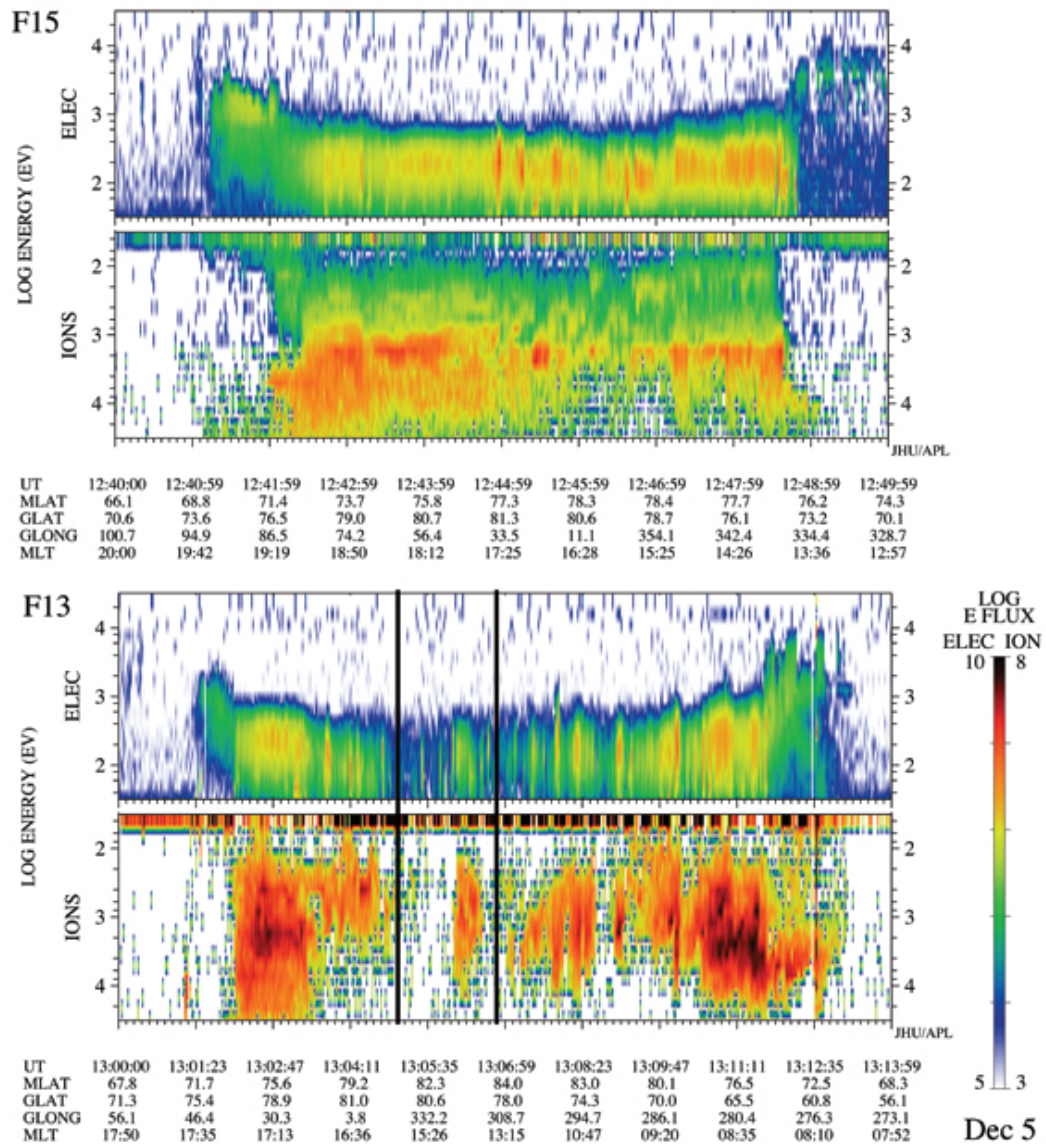 F15
4
3
2
4
3
2
ELEC
LOG ENERGY (EV)
2
3
4
2
3
4
IONS
JHU/APL
UT 12:40:00 12:40:59 12:41:59 12:42:59 12:43:59 12:44:59 12:45:59 12:46:59 12:47:59 12:48:59 12:49:59
MLAT 66.1 68.8 71.4 73.7 75.8 77.3 78.3 78.4 77.7 76.2 74.3
GLAT 70.6 73.6 76.5 79.0 80.7 81.3 80.6 78.7 76.1 73.2 70.1
GLONG 100.7 94.9 86.5 74.2 56.4 33.5 11.1 354.1 342.4 334.4 328.7
MLT 20:00 19:42 19:19 18:50 18:12 17:25 16:28 15:25 14:26 13:36 12:57
F13
4
3
2
4
3
2
ELEC
LOG ENERGY (EV)
2
3
4
2
3
4
IONS
JHU/APL
LOG
E FLUX
ELEC ION
10 8
5 3
UT 13:00:00 13:01:23 13:02:47 13:04:11 13:05:35 13:06:59 13:08:23 13:09:47 13:11:11 13:12:35 13:13:59
MLAT 67.8 71.7 75.6 79.2 82.3 84.0 83.0 80.1 76.5 72.5 68.3
GLAT 71.3 75.4 78.9 81.0 80.6 78.0 74.3 70.0 65.5 60.8 56.1
GLONG 56.1 46.4 30.3 3.8 332.2 308.7 294.7 286.1 280.4 276.3 273.1
MLT 17:50 17:35 17:13 16:36 15:26 13:15 10:47 09:20 08:35 08:10 07:52
Dec 5